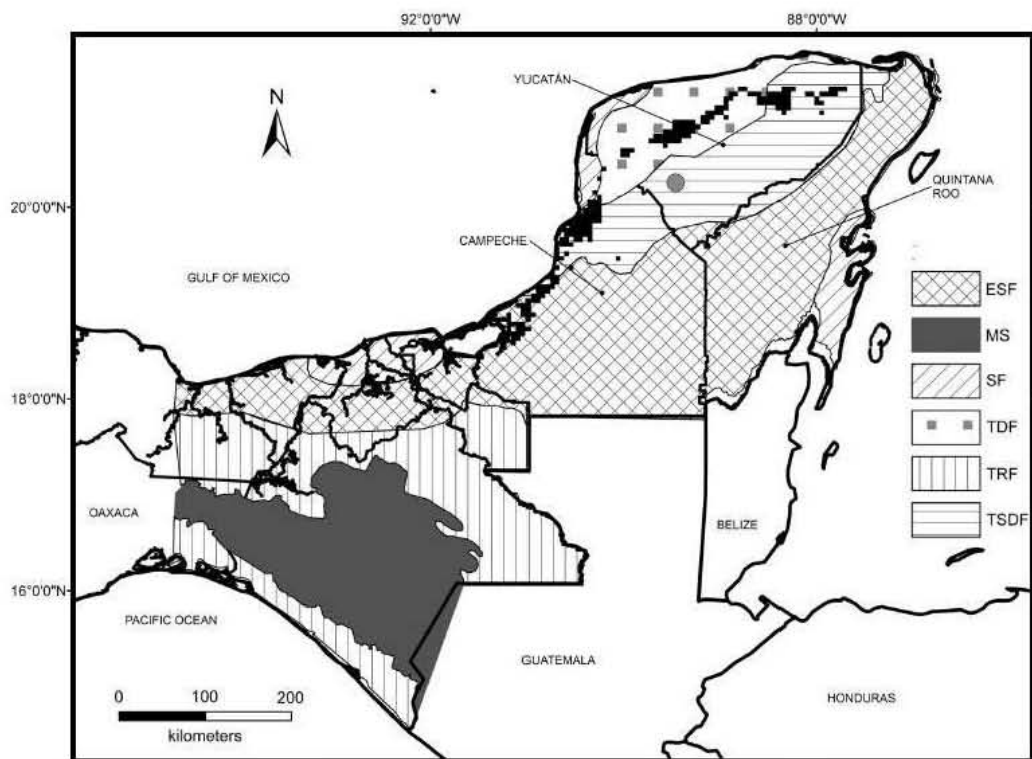 92°0'0"W
88°0'0"W
YUCATÁN
N
20°0'0"N
QUINTANA
ROO
CAMPECHE
GULF OF MEXICO
ESF
MS
SF
18°0'0"N
TDF
TRF
OAXACA
BELIZE
TSDF
16°0'0"N
PACIFIC OCEAN
GUATEMALA
0 100 200
HONDURAS
kilometers